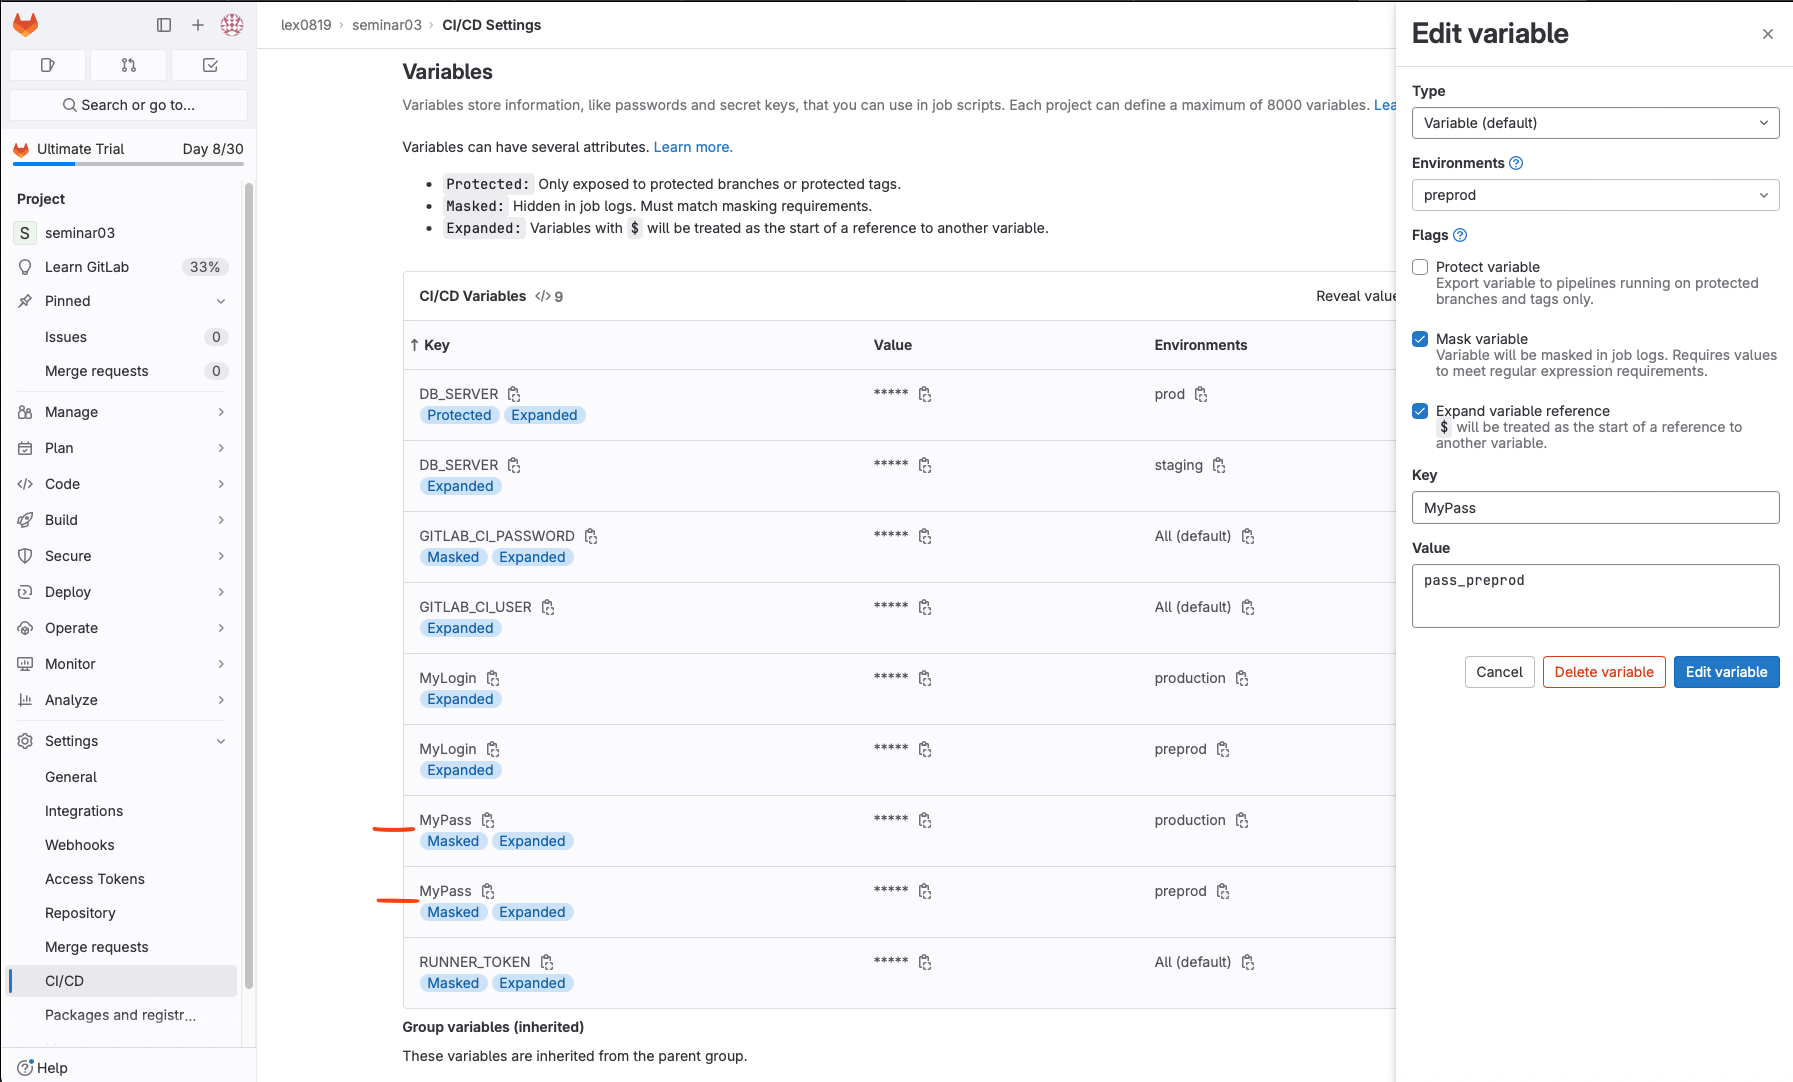 Search or go to...
Ultimate Trial Day 8/30
Project
S seminar03
Learn GitLab 33%
Pinned
Issues 0
Merge requests 0
Manage
Plan
Code
Build
Secure
Deploy
Operate
Monitor
Analyze
Settings
General
Integrations
Webhooks
Access Tokens
Repository
Merge requests
CI/CD
Packages and registr...
Help
lex0819 › seminar03 › CI/CD Settings
Variables
Variables store information, like passwords and secret keys, that you can use in job scripts. Each project can define a maximum of 8000 variables. Lea
Variables can have several attributes. Learn more.
• Protected: Only exposed to protected branches or protected tags.
• Masked: Hidden in job logs. Must match masking requirements.
• Expanded: Variables with $ will be treated as the start of a reference to another variable.
CI/CD Variables </> 9 Reveal value
↑ Key Value Environments
DB_SERVER ***** prod
Protected Expanded
DB_SERVER ***** staging
Expanded
GITLAB_CI_PASSWORD ***** All (default)
Masked Expanded
GITLAB_CI_USER ***** All (default)
Expanded
MyLogin ***** production
Expanded
MyLogin ***** preprod
Expanded
MyPass ***** production
Masked Expanded
MyPass ***** preprod
Masked Expanded
RUNNER_TOKEN ***** All (default)
Masked Expanded
Group variables (inherited)
These variables are inherited from the parent group.
Edit variable
Type
Variable (default)
Environments
preprod
Flags
Protect variable
Export variable to pipelines running on protected
branches and tags only.
Mask variable
Variable will be masked in job logs. Requires values
to meet regular expression requirements.
Expand variable reference
$ will be treated as the start of a reference to
another variable.
Key
MyPass
Value
pass_preprod
Cancel Delete variable Edit variable